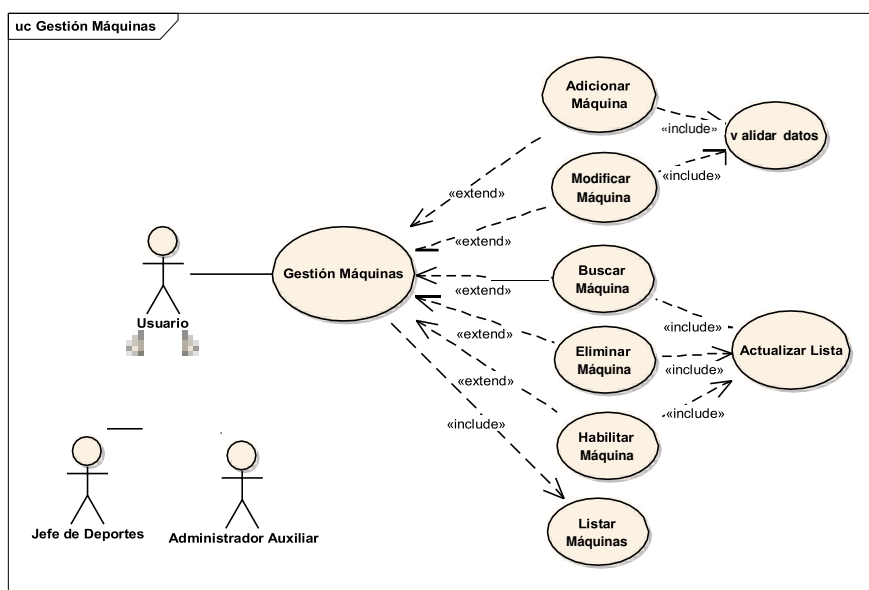 uc Gestión Máquinas
Adicionar
Máquina
«include»
v alidar datos
Modificar
Máquina
«include»
«extend»
«extend»
Gestión Máquinas
Usuario
Buscar
Máquina
«extend»
«include»
Eliminar
Máquina
«extend»
«include»
Actualizar Lista
Habilitar
Máquina
«extend»
«include»
«include»
Listar
Máquinas
Jefe de Deportes
Administrador Auxiliar